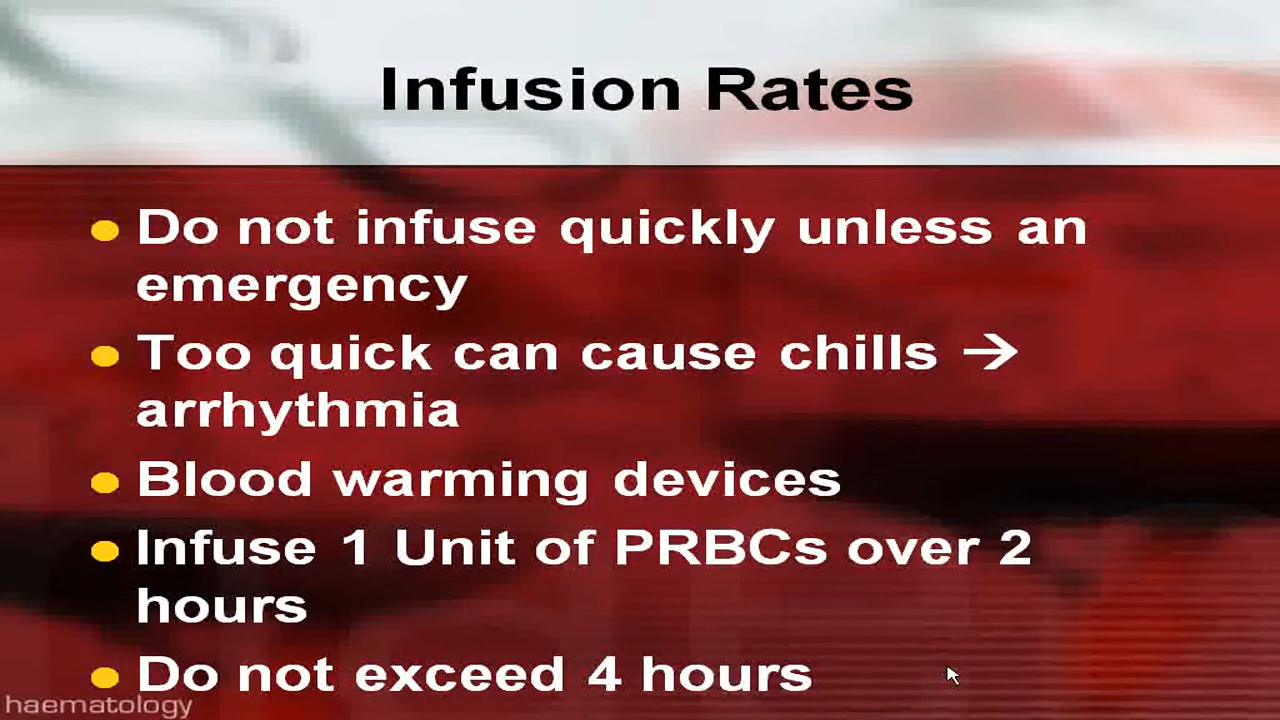 Infusion Rates
Do not infuse quickly unless an
emergency
Too quick can cause chills →
arrhythmia
Blood warming devices
Infuse 1 Unit of PRBCs over 2
hours
Do not exceed 4 hours
haematology